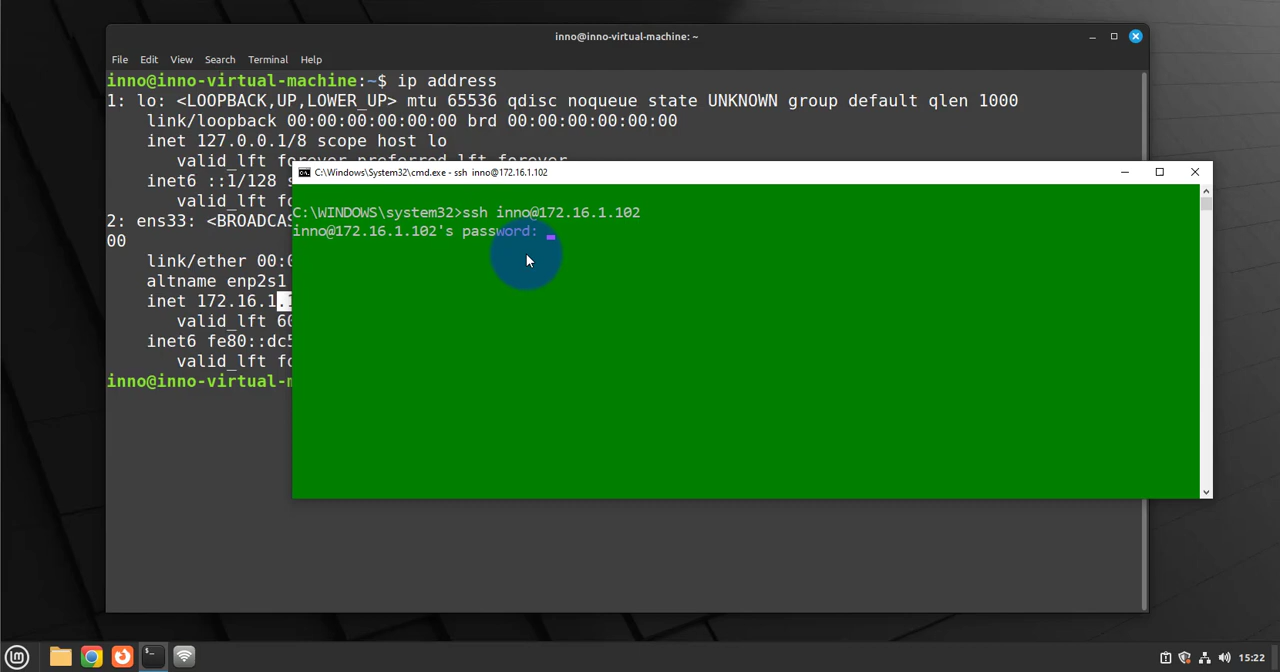 inno@inno-virtual-machine: ~
File Edit View Search Terminal Help
inno@inno-virtual-machine:~$ ip address
1: lo: <LOOPBACK,UP,LOWER_UP> mtu 65536 qdisc noqueue state UNKNOWN group default qlen 1000
link/loopback 00:00:00:00:00:00 brd 00:00:00:00:00:00
inet 127.0.0.1/8 scope host lo
valid_lft forever preferred_lft forever
inet6 ::1/128 s
valid_lft fo
2: ens33: <BROADCAS
00
link/ether 00:0
altname enp2s1
inet 172.16.1.1
valid_lft 60
inet6 fe80::dc5
valid_lft fo
inno@inno-virtual-m
C:\Windows\System32\cmd.exe - ssh inno@172.16.1.102
C:\WINDOWS\system32>ssh inno@172.16.1.102
inno@172.16.1.102's password:
15:22